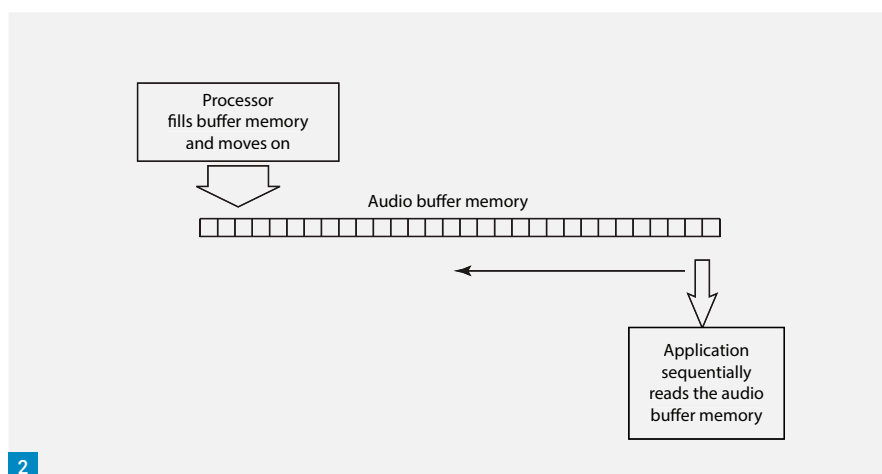 Processor
fills buffer memory
and moves on
Audio buffer memory
Application
sequentially
reads the audio
buffer memory
2